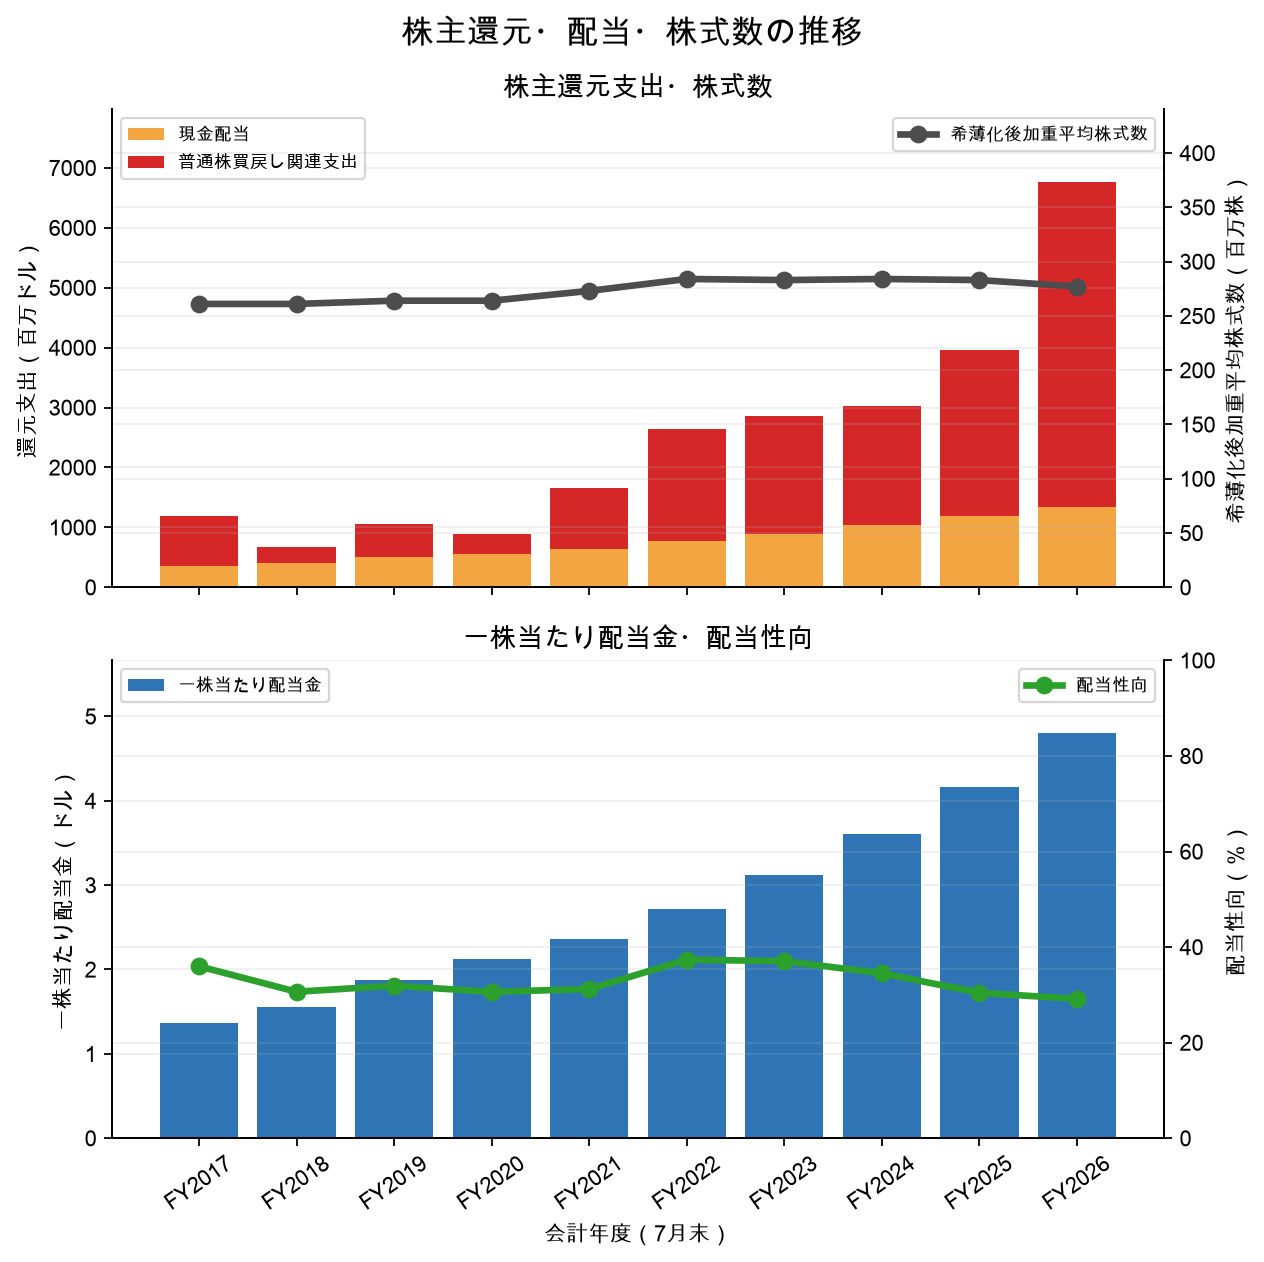 株主還元・配当・株式数の推移
株主還元支出・株式数
現金配当
普通株買戻し関連支出
希薄化後加重平均株式数
還元支出(百万ドル)
7000
6000
5000
4000
3000
2000
1000
0
400
350
300
250
200
150
100
50
0
希薄化後加重平均株式数(百万株)
一株当たり配当金・配当性向
一株当たり配当金
配当性向
一株当たり配当金(ドル)
5
4
3
2
1
0
100
80
60
40
20
0
配当性向(%)
FY2017
FY2018
FY2019
FY2020
FY2021
FY2022
FY2023
FY2024
FY2025
FY2026
会計年度(7月末)